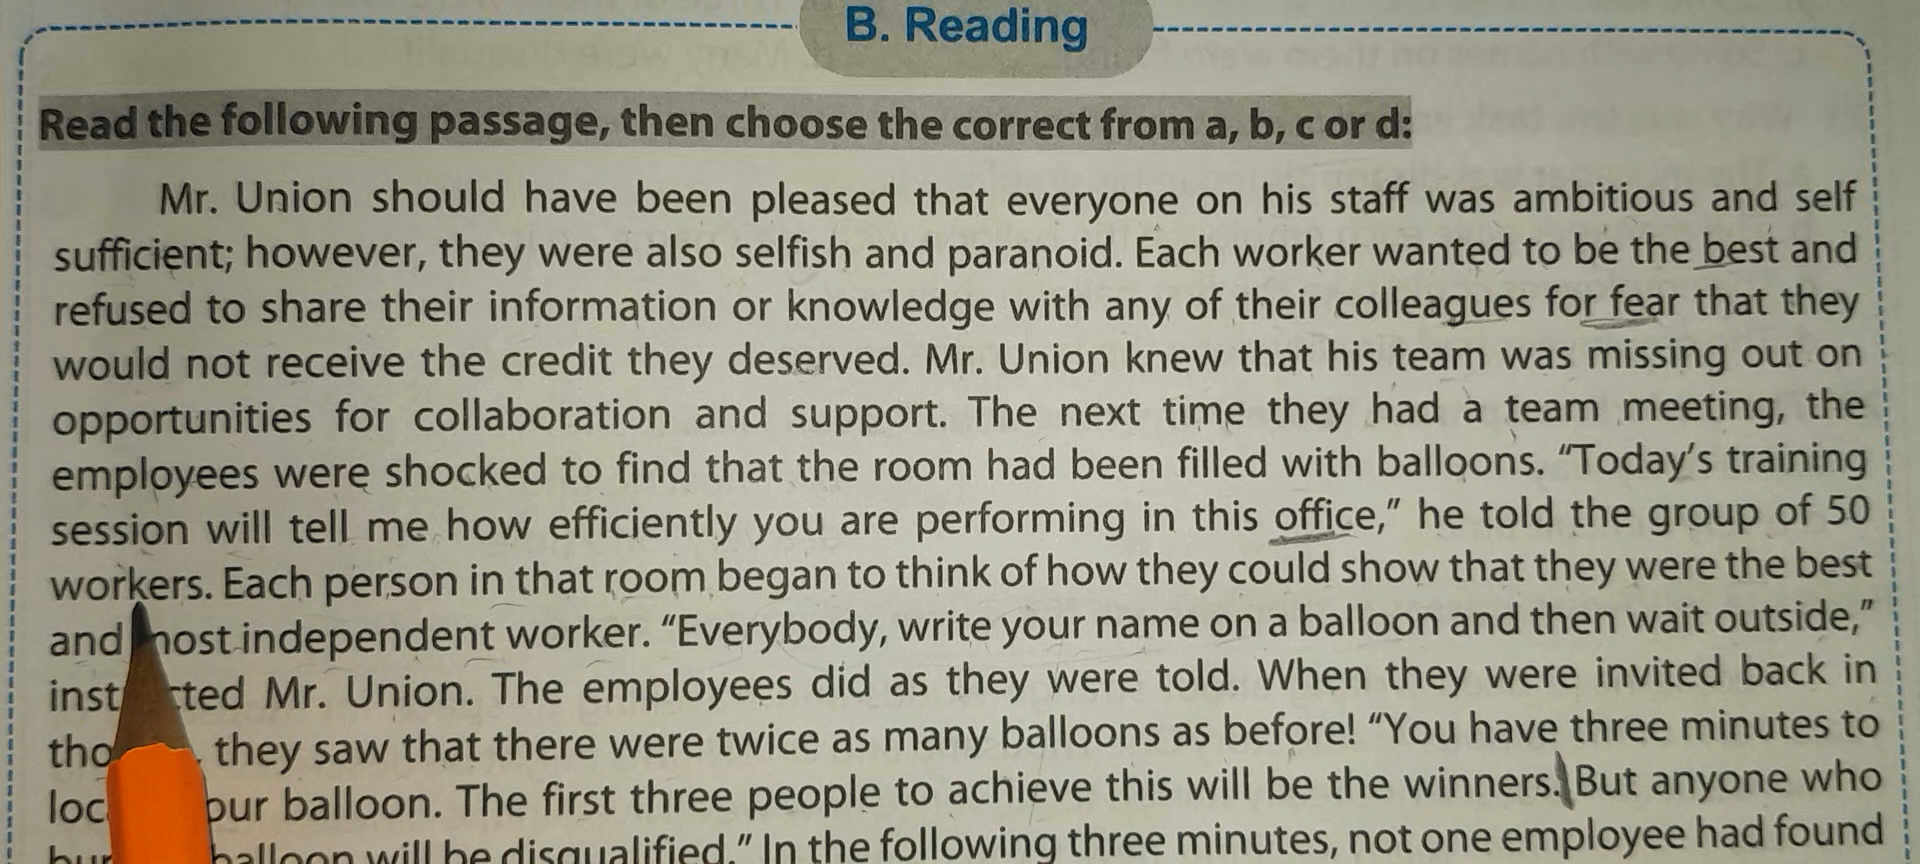 B. Reading
Read the following passage, then choose the correct from a, b, c or d:
Mr. Union should have been pleased that everyone on his staff was ambitious and self
sufficient; however, they were also selfish and paranoid. Each worker wanted to be the best and
refused to share their information or knowledge with any of their colleagues for fear that they
would not receive the credit they deserved. Mr. Union knew that his team was missing out on
opportunities for collaboration and support. The next time they had a team meeting, the
employees were shocked to find that the room had been filled with balloons. “Today’s training
session will tell me how efficiently you are performing in this office,” he told the group of 50
workers. Each person in that room began to think of how they could show that they were the best
and most independent worker. “Everybody, write your name on a balloon and then wait outside,”
Mr. Union. The employees did as they were told. When they were invited back in
they saw that there were twice as many balloons as before! “You have three minutes to
your balloon. The first three people to achieve this will be the winners. But anyone who
balloon will be disqualified.” In the following three minutes, not one employee had found